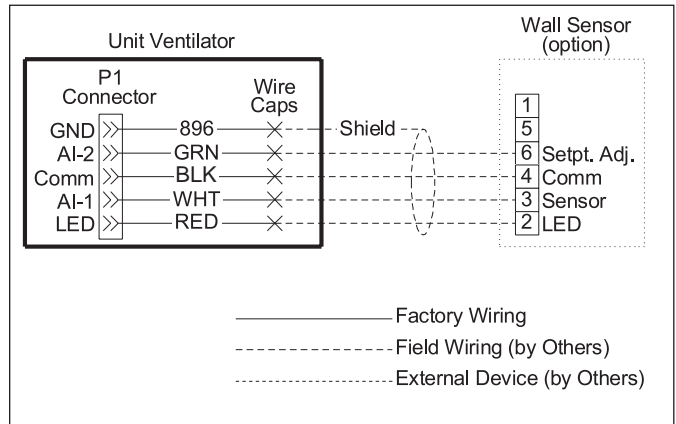 Unit Ventilator
Wall Sensor
(option)
P1
Connector
Wire
Caps
GND 896 Shield
AI-2 GRN
Comm BLK
AI-1 WHT
LED RED
1
5
6 Setpt. Adj.
4 Comm
3 Sensor
2 LED
Factory Wiring
Field Wiring (by Others)
External Device (by Others)